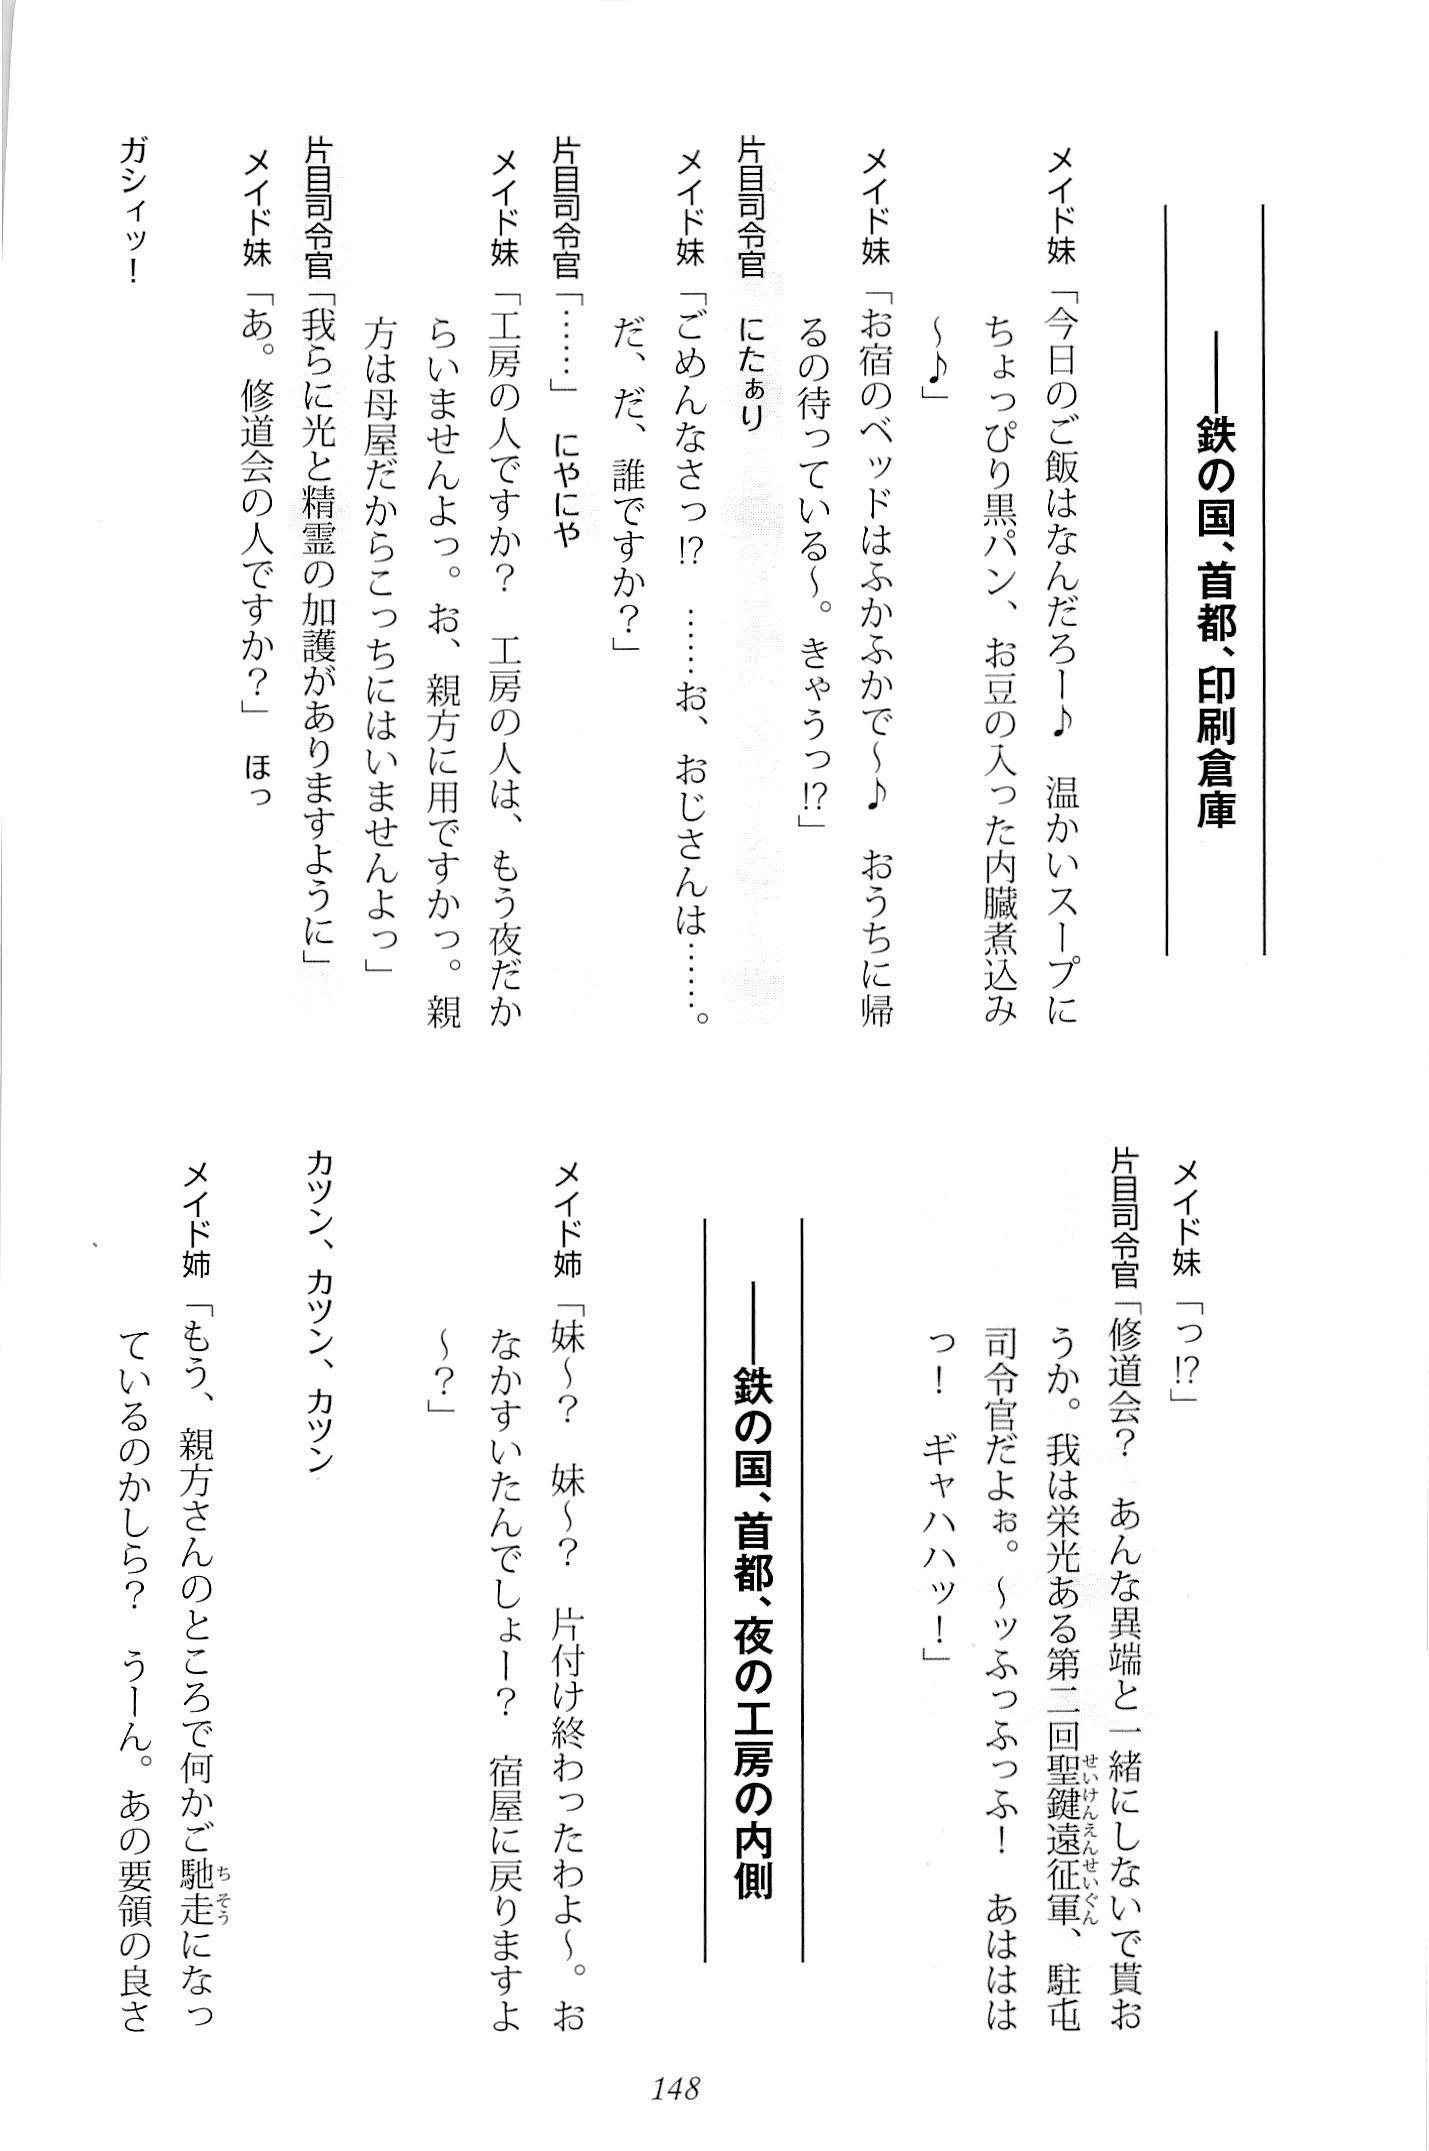 ――鉄の国、首都、印刷倉庫
メイド妹「今日のご飯はなんだろー♪　温かいスープに
ちょっぴり黒パン、お豆の入った内臓煮込み
～♪」
メイド妹「お宿のベッドはふかふかで～♪　おうちに帰
るの待っている～。きゃうっ!?」
片目司令官　にたぁり
メイド妹「ごめんなさっ!?　……お、おじさんは……。
だ、だ、誰ですか？」
片目司令官「……」　にやにや
メイド妹「工房の人ですか？　工房の人は、もう夜だか
らいませんよっ。お、親方に用ですかっ。親
方は母屋だからこっちにはいませんよっ」
片目司令官「我らに光と精霊の加護がありますように」
メイド妹「あ。修道会の人ですか？」　ほっ
ガシィッ！
メイド妹「っ!?」
片目司令官「修道会？　あんな異端と一緒にしないで貰お
うか。我は栄光ある第二回聖鍵遠征軍、駐屯
せいけんえんせいぐん
司令官だよぉ。～ッふっふっふ！　あははは
っ！　ギャハハッ！」
――鉄の国、首都、夜の工房の内側
メイド姉「妹～？　妹～？　片付け終わったわよ～。お
なかすいたんでしょー？　宿屋に戻りますよ
～？」
カツン、カツン、カツン
メイド姉「もう、親方さんのところで何かご馳走になっ
ちそう
ているのかしら？　うーん。あの要領の良さ
148